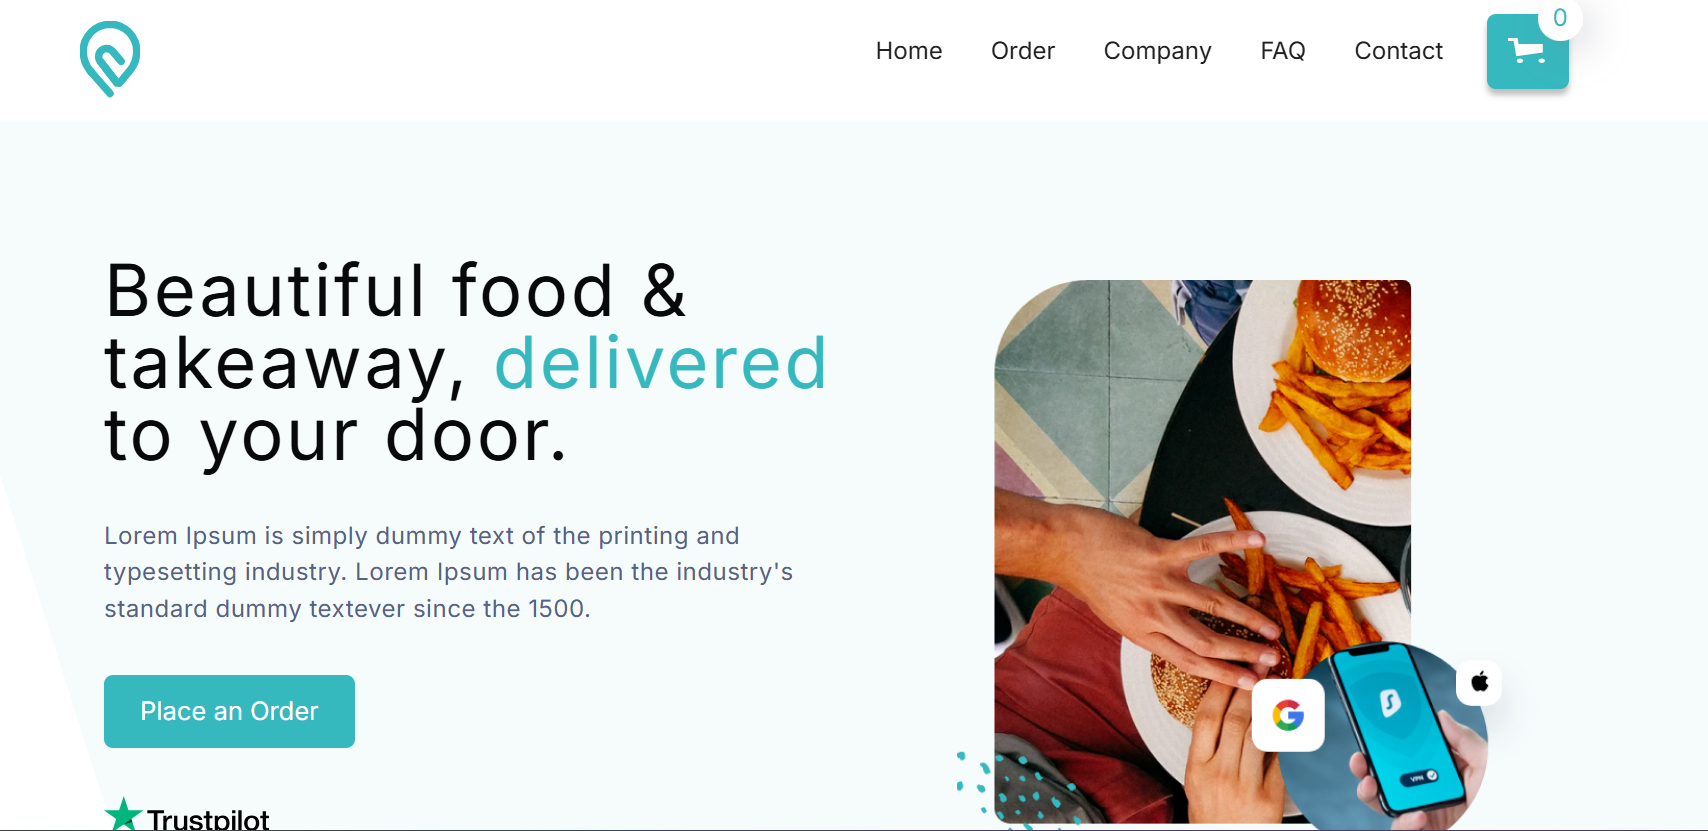 Home Order Company FAQ Contact 0
Beautiful food &
takeaway, delivered
to your door.
Lorem Ipsum is simply dummy text of the printing and
typesetting industry. Lorem Ipsum has been the industry's
standard dummy textever since the 1500.
Place an Order
Trustpilot
G
S
VPN